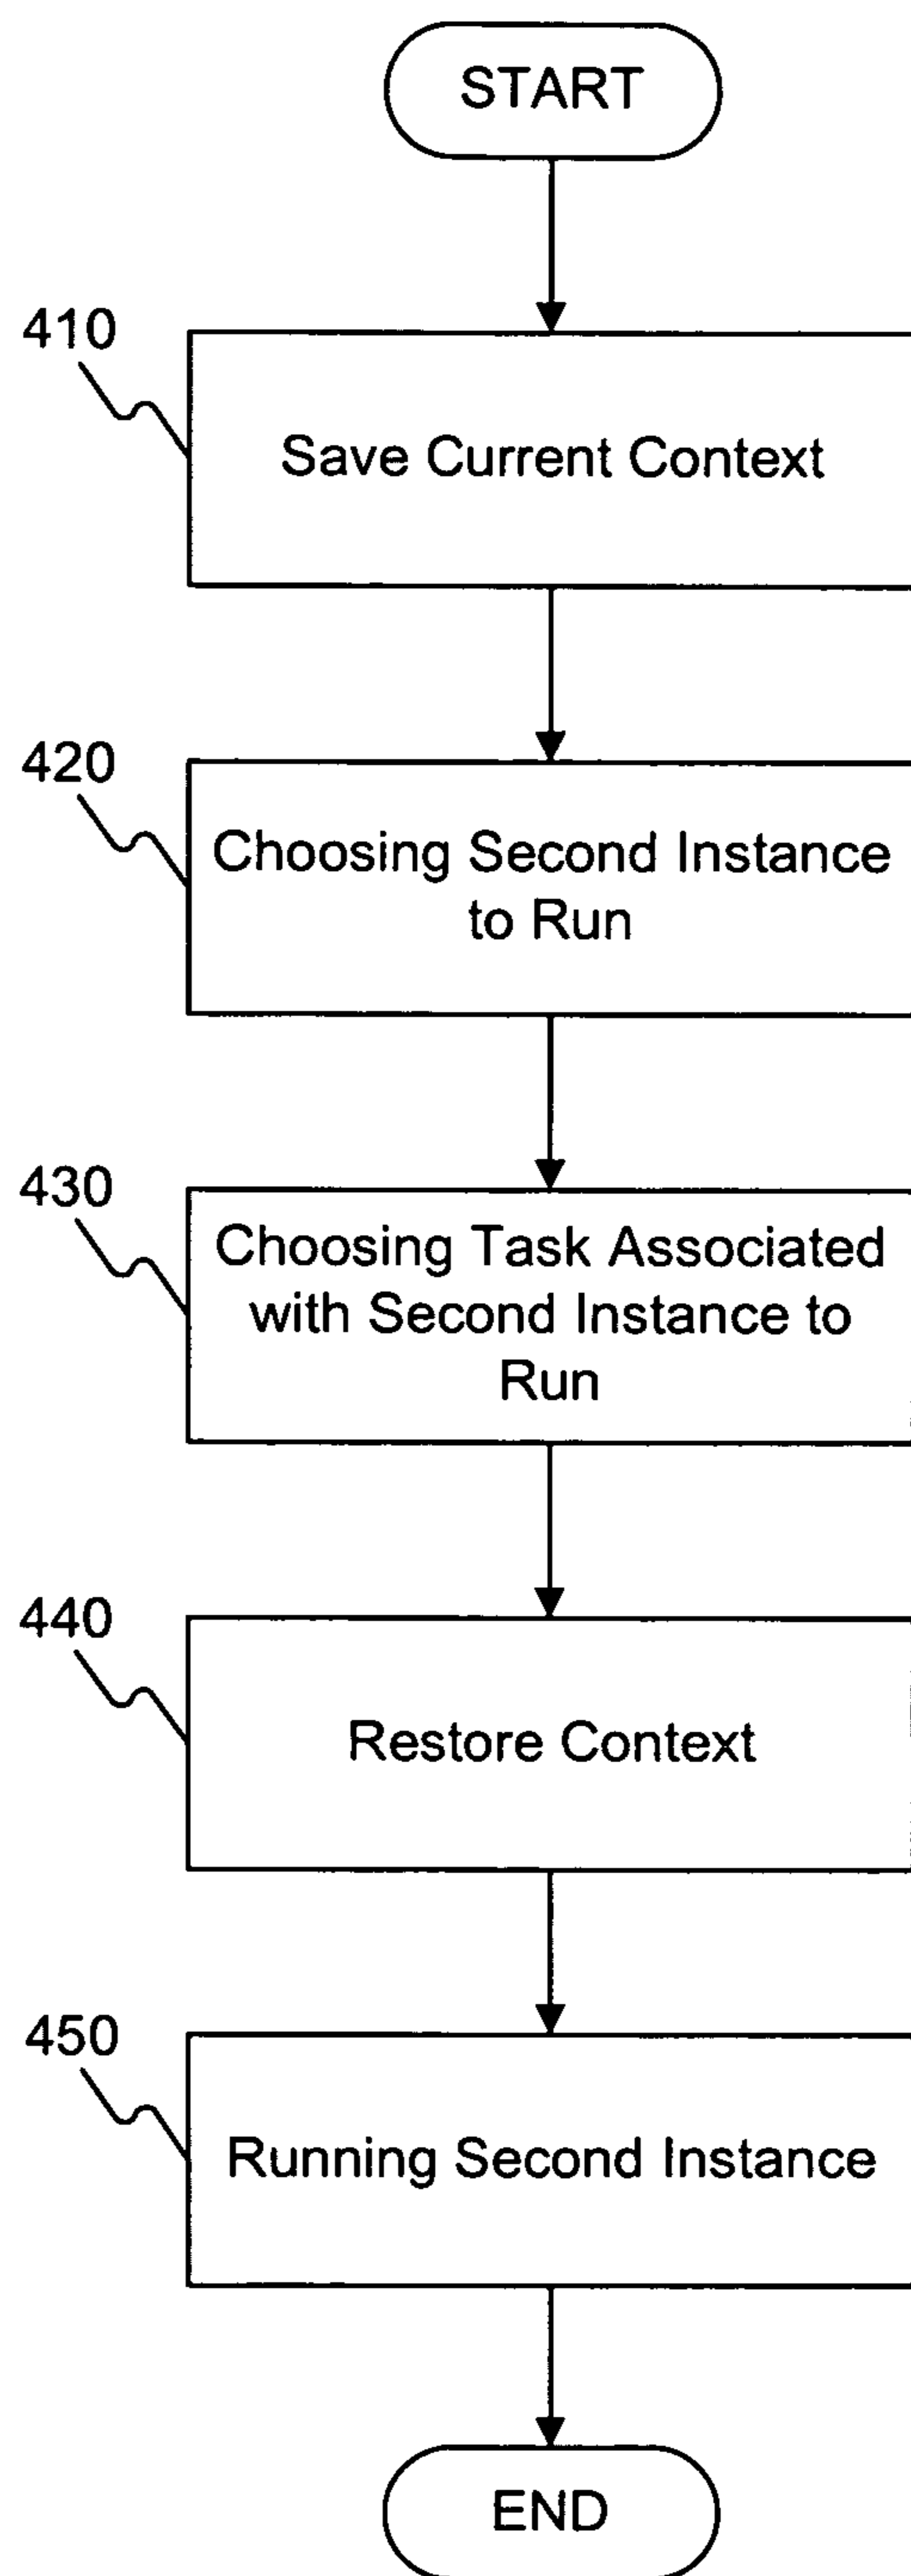 START
410
Save Current Context
420
Choosing Second Instance
to Run
430
Choosing Task Associated
with Second Instance to
Run
440
Restore Context
450
Running Second Instance
END